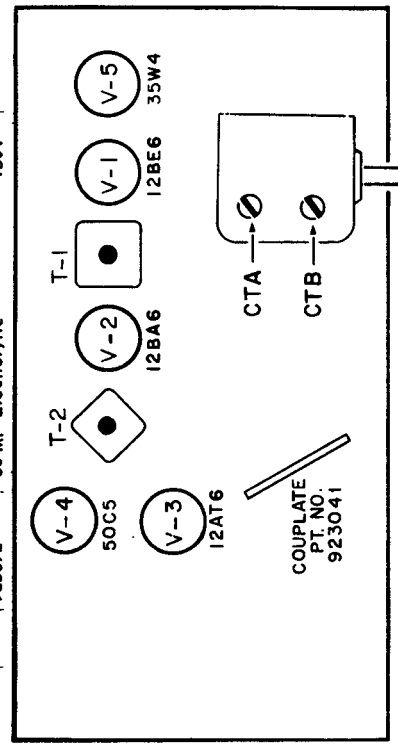 V-4
50C5
V-3
12AT6
T-2
V-2
12BA6
T-1
V-1
12BE6
V-5
35W4
COUPLATE
PT. NO.
923041
CTA
CTB